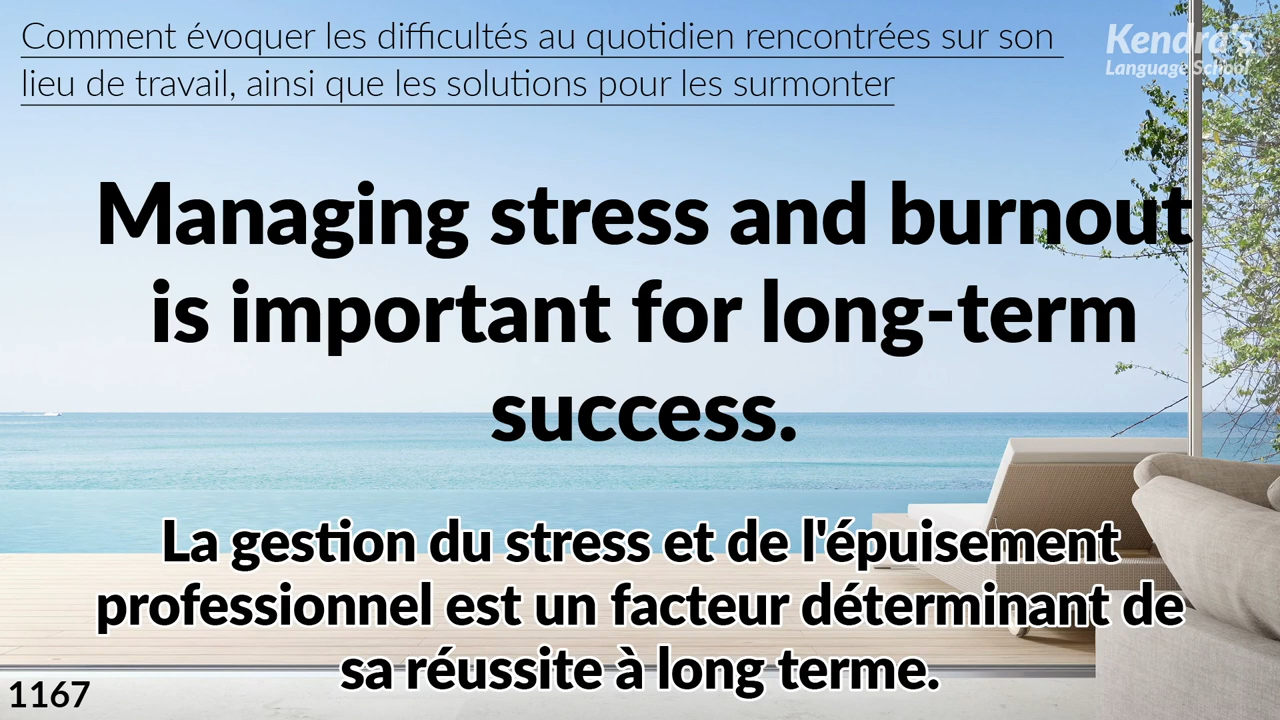 Comment évoquer les difficultés au quotidien rencontrées sur son
lieu de travail, ainsi que les solutions pour les surmonter
Kendra's
Language School
Managing stress and burnout
is important for long-term
success.
La gestion du stress et de l'épuisement
professionnel est un facteur déterminant de
sa réussite à long terme.
1167